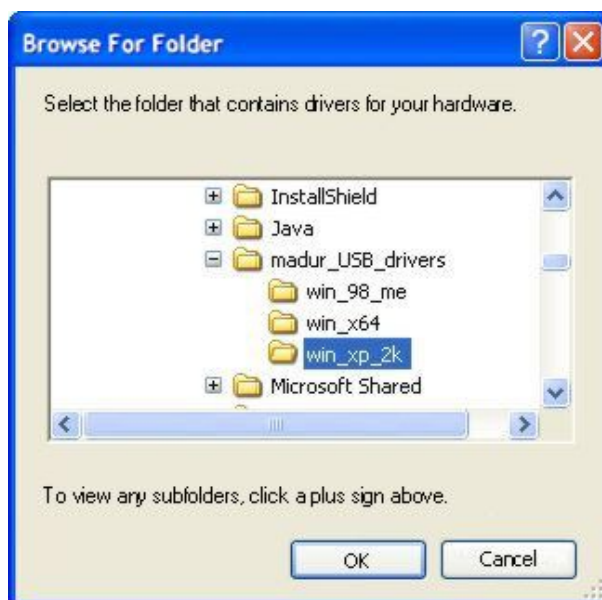 Browse For Folder
Select the folder that contains drivers for your hardware.
InstallShield
Java
madur_USB_drivers
win_98_me
win_x64
win_xp_2k
Microsoft Shared
To view any subfolders, click a plus sign above.
OK
Cancel